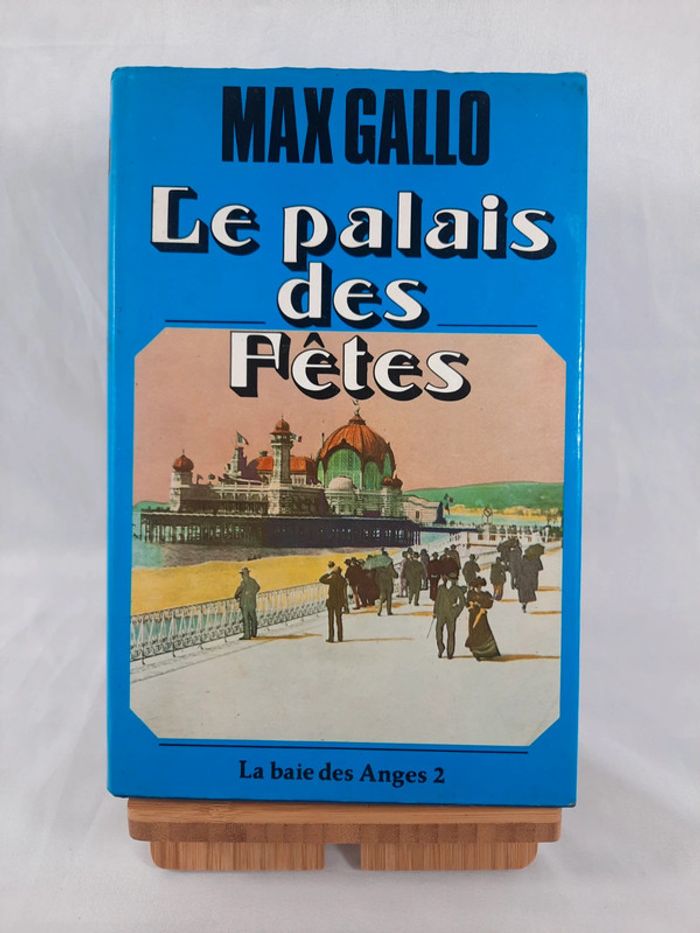 MAX GALLO
Le palais
des
Fêtes
La baie des Anges 2